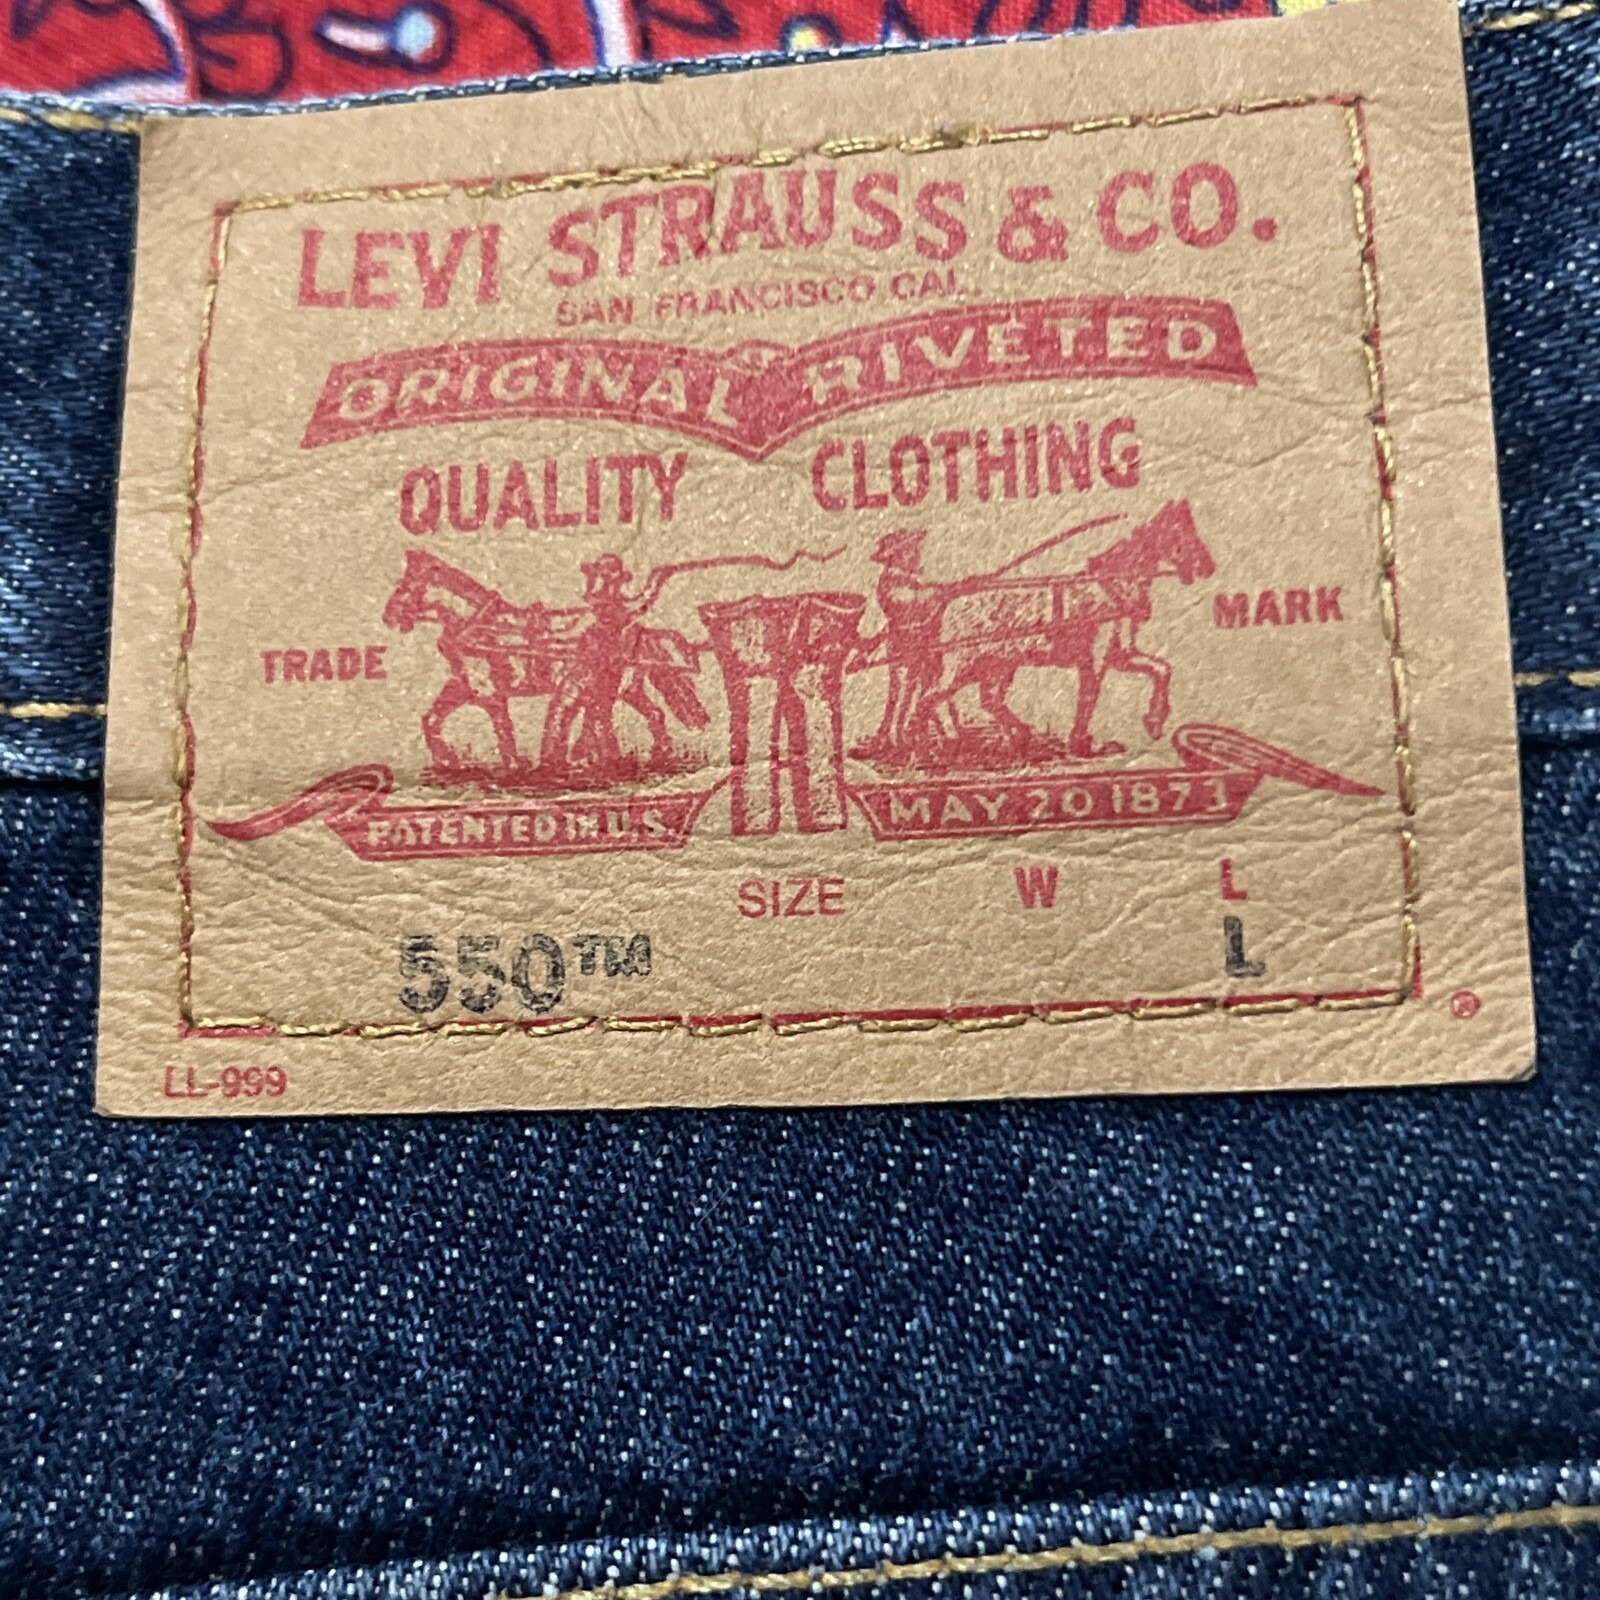 LEVI STRAUSS & CO.
SAN FRANCISCO, CAL.
ORIGINAL RIVETED
QUALITY CLOTHING
TRADE MARK
PATENTED IN U.S. MAY 20 1873
SIZE W L
550™ L
®
LL-999